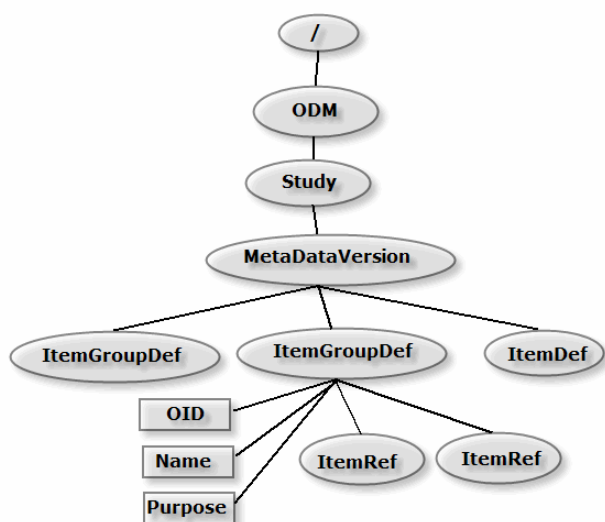 /
ODM
Study
MetaDataVersion
ItemGroupDef
ItemGroupDef
ItemDef
OID
Name
ItemRef
ItemRef
Purpose